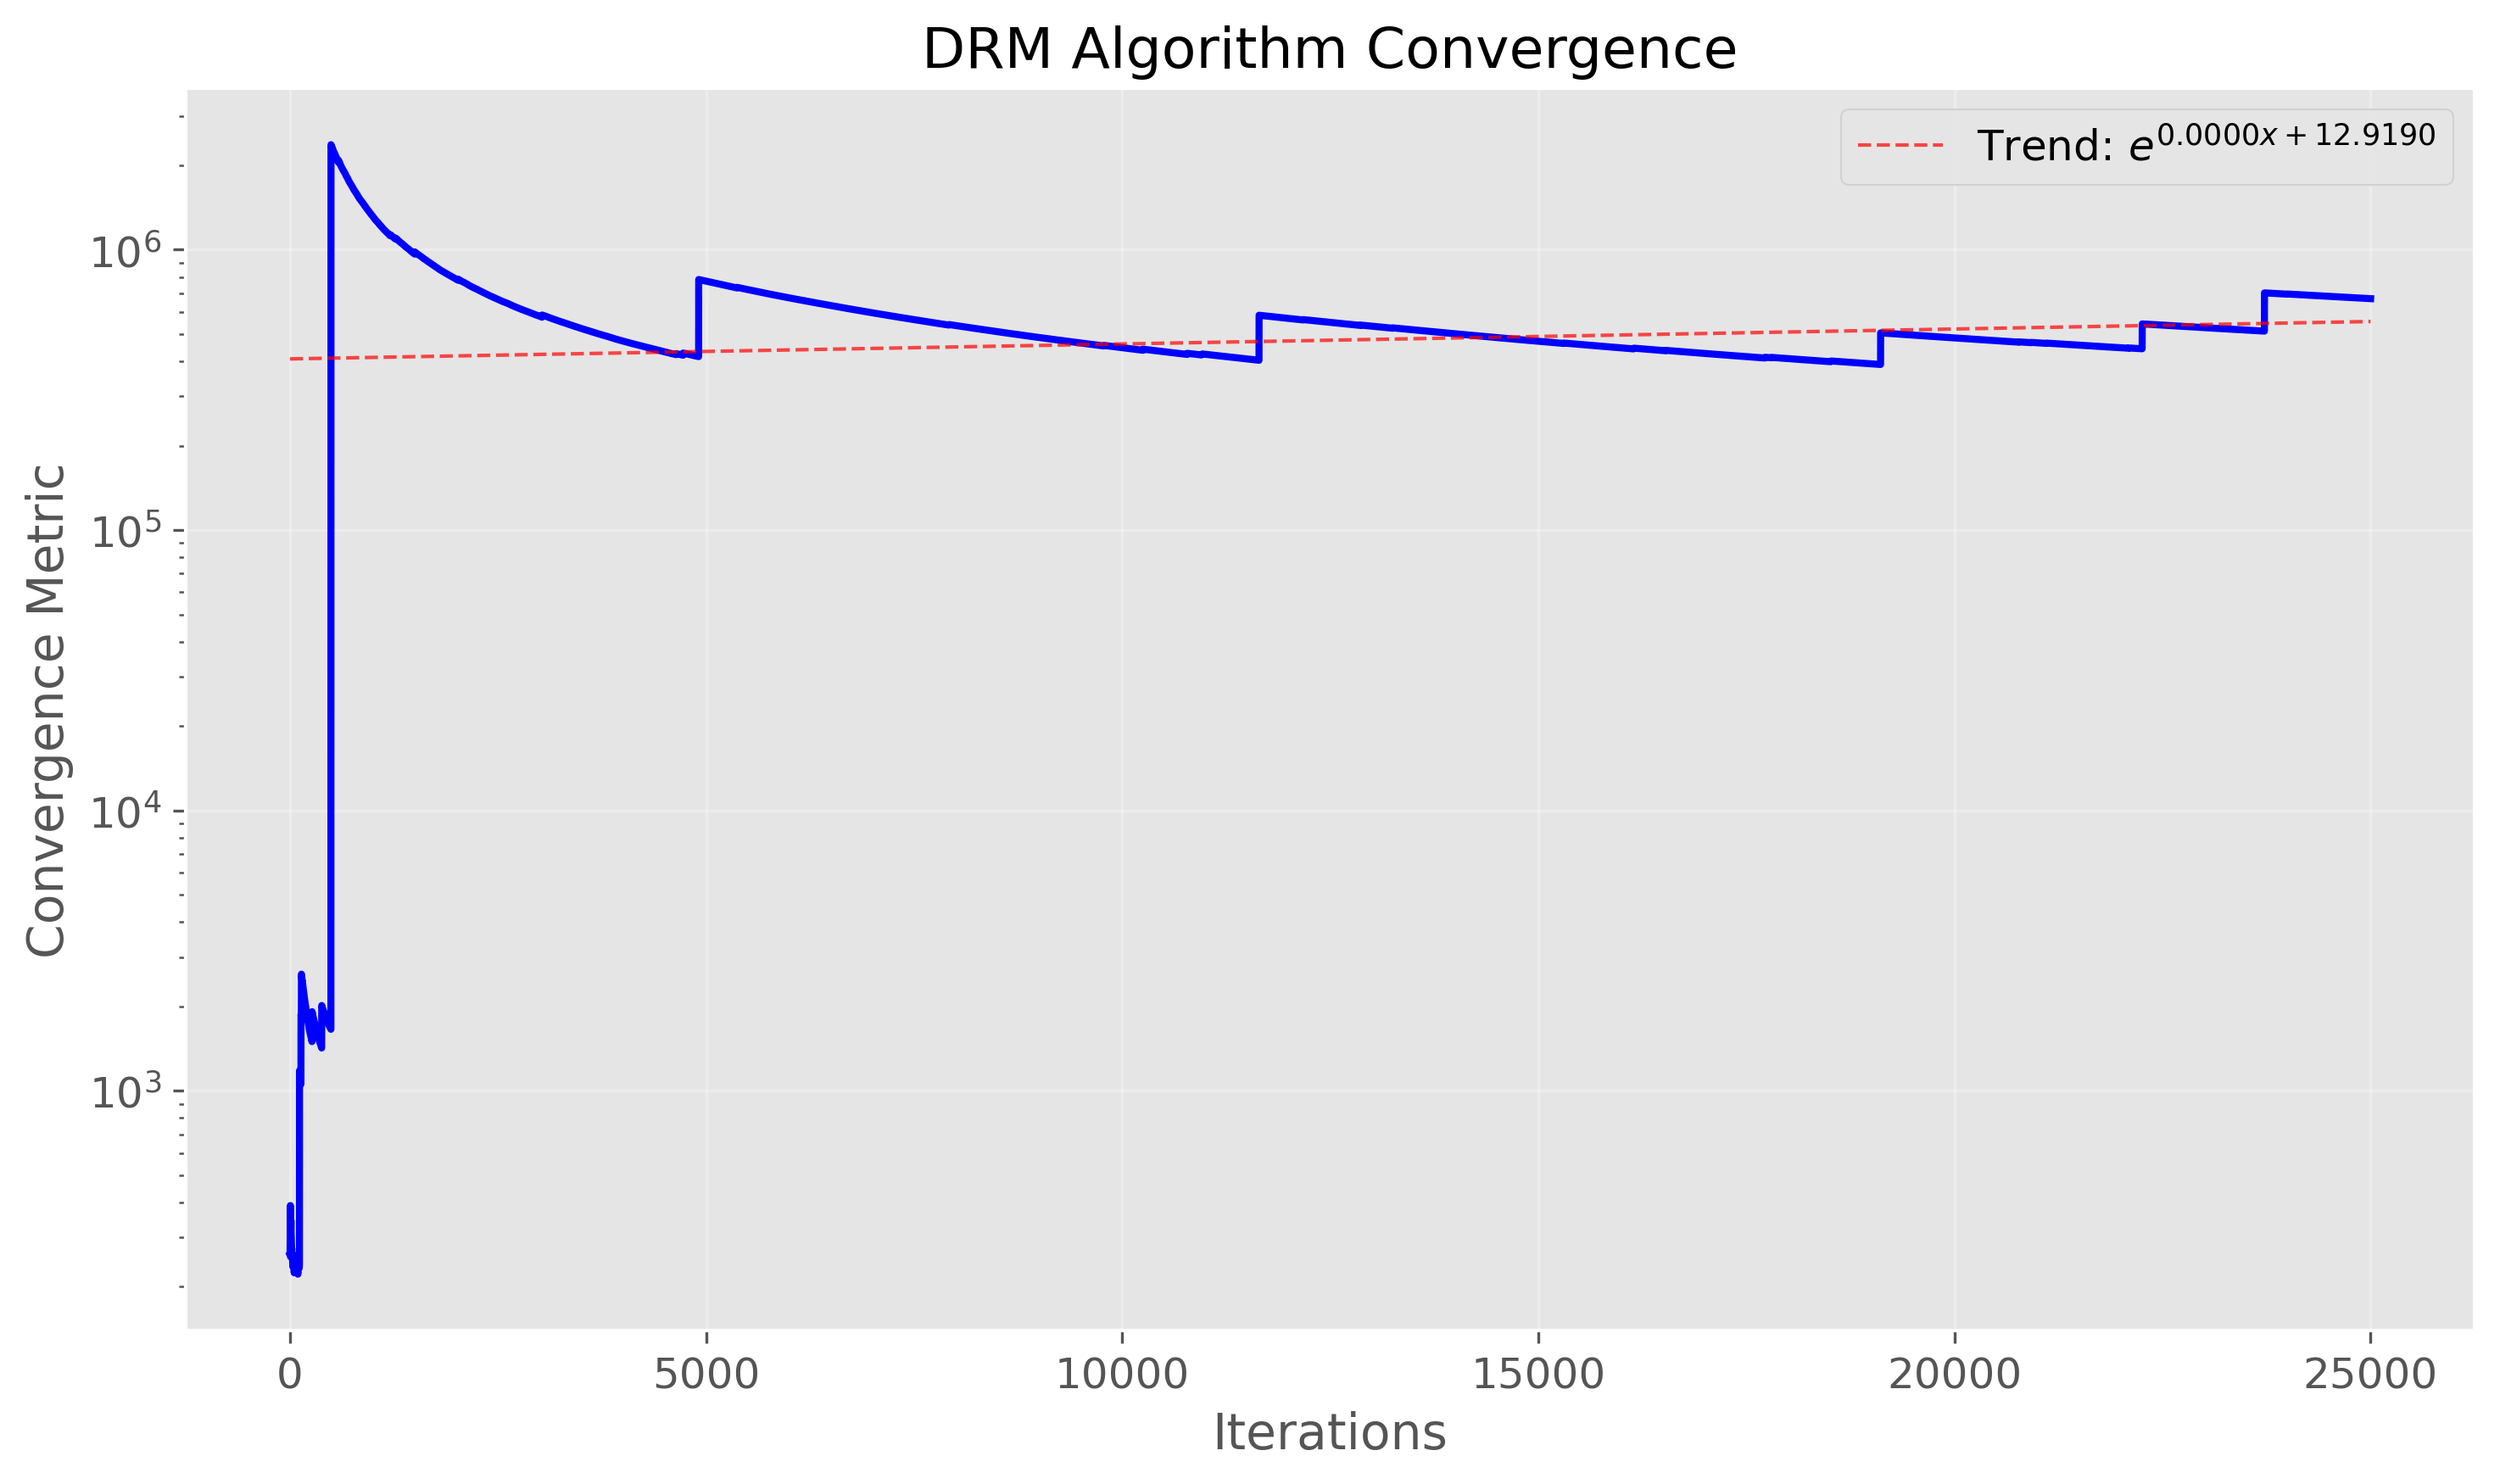 DRM Algorithm Convergence
Trend: e^0.0000x + 12.9190
Convergence Metric
10^6
10^5
10^4
10^3
0 5000 10000 15000 20000 25000
Iterations